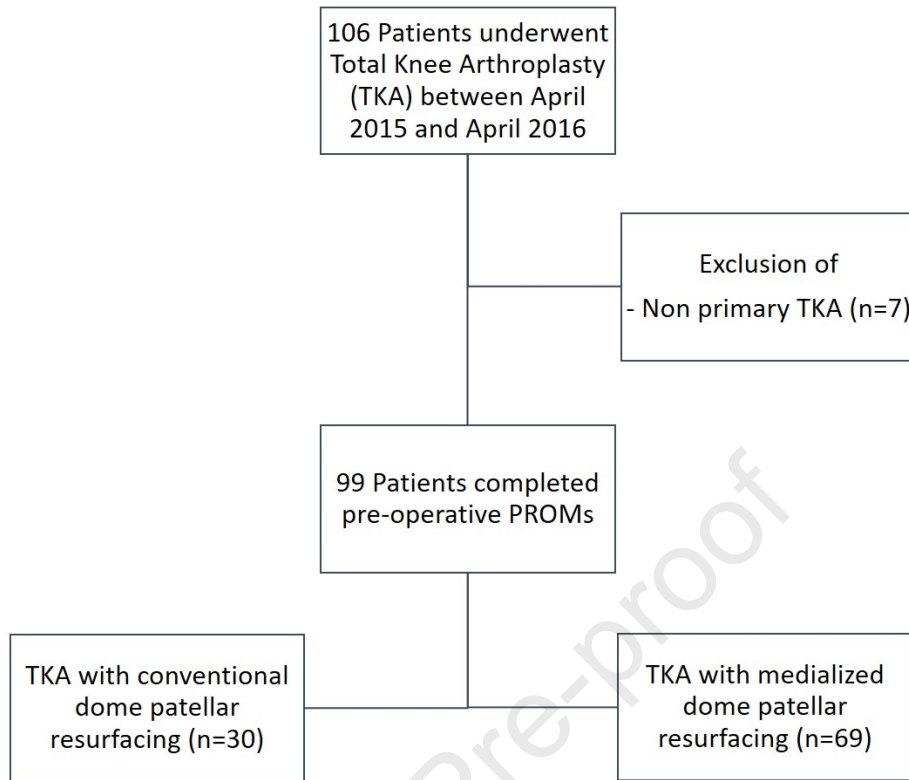 106 Patients underwent
Total Knee Arthroplasty
(TKA) between April
2015 and April 2016
Exclusion of
- Non primary TKA (n=7)
99 Patients completed
pre-operative PROMs
TKA with conventional
dome patellar
resurfacing (n=30)
TKA with medialized
dome patellar
resurfacing (n=69)
Pre-proof